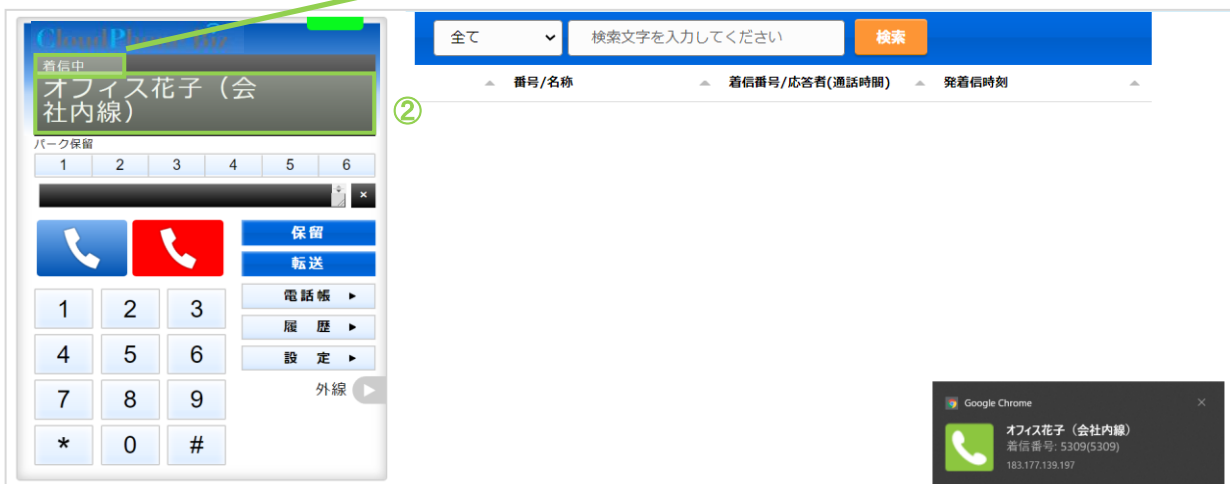 CloudPhone Biz
着信中
オフィス花子（会
社内線）
②
パーク保留
1 2 3 4 5 6
×
保留
転送
電話帳 ▶
履 歴 ▶
設 定 ▶
外線
1 2 3
4 5 6
7 8 9
* 0 #
全て 検索文字を入力してください 検索
番号/名称 着信番号/応答者(通話時間) 発着信時刻
Google Chrome ×
オフィス花子（会社内線）
着信番号: 5309(5309)
183.177.139.197